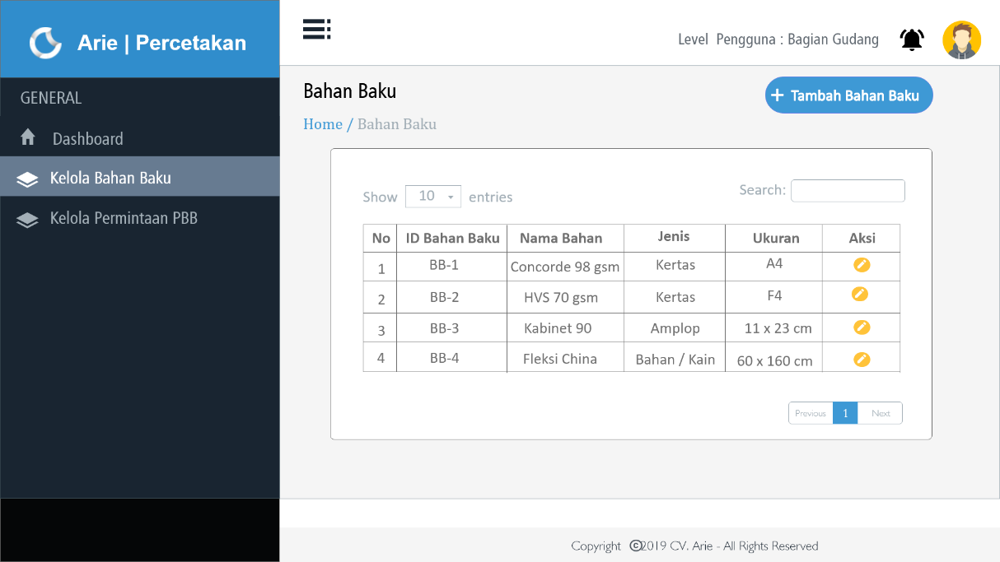 Arie | Percetakan
Level Pengguna : Bagian Gudang
GENERAL
Dashboard
Kelola Bahan Baku
Kelola Permintaan PBB
Bahan Baku
+ Tambah Bahan Baku
Home / Bahan Baku
Show 10 entries
Search:
No ID Bahan Baku Nama Bahan Jenis Ukuran Aksi
1 BB-1 Concorde 98 gsm Kertas A4
2 BB-2 HVS 70 gsm Kertas F4
3 BB-3 Kabinet 90 Amplop 11 x 23 cm
4 BB-4 Fleksi China Bahan / Kain 60 x 160 cm
Previous 1 Next
Copyright ©2019 CV. Arie - All Rights Reserved